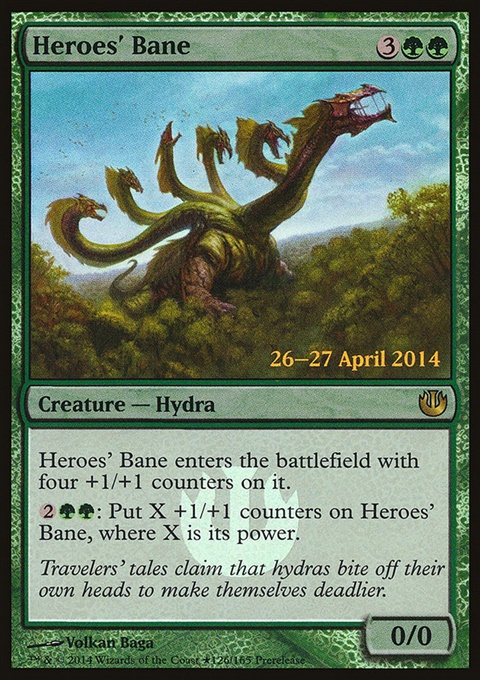 Heroes' Bane 3
26–27 April 2014
Creature — Hydra
Heroes' Bane enters the battlefield with
four +1/+1 counters on it.
2: Put X +1/+1 counters on Heroes'
Bane, where X is its power.
Travelers' tales claim that hydras bite off their
own heads to make themselves deadlier.
Volkan Baga
0/0
™ & © 2014 Wizards of the Coast ★126/165 Prerelease